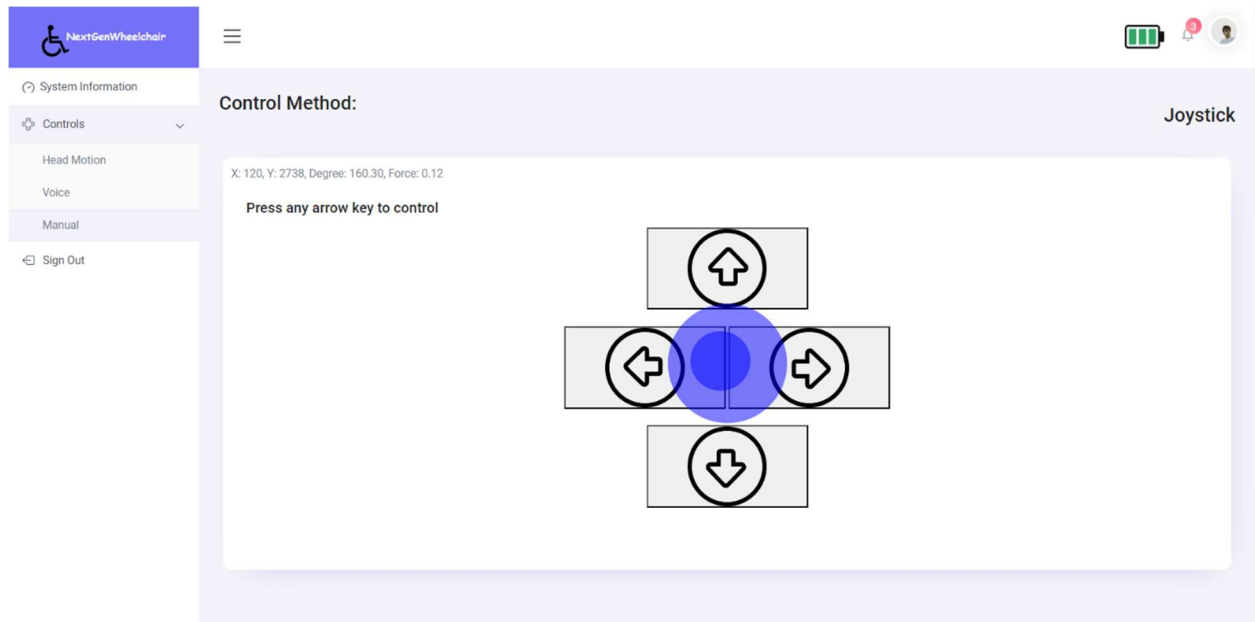 NextGenWheelchair
3
System Information
Controls
Head Motion
Voice
Manual
Sign Out
Control Method:
Joystick
X: 120, Y: 2738, Degree: 160.30, Force: 0.12
Press any arrow key to control